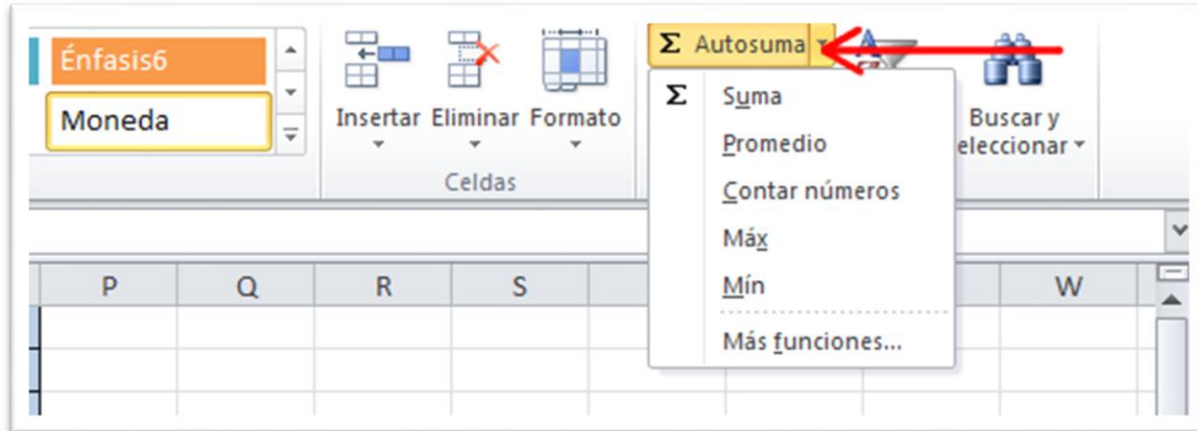 Énfasis6
Moneda
Insertar Eliminar Formato
Celdas
Σ Autosuma
Σ Suma
Promedio
Contar números
Máx
Mín
Más funciones...
Buscar y
eleccionar
P Q R S W